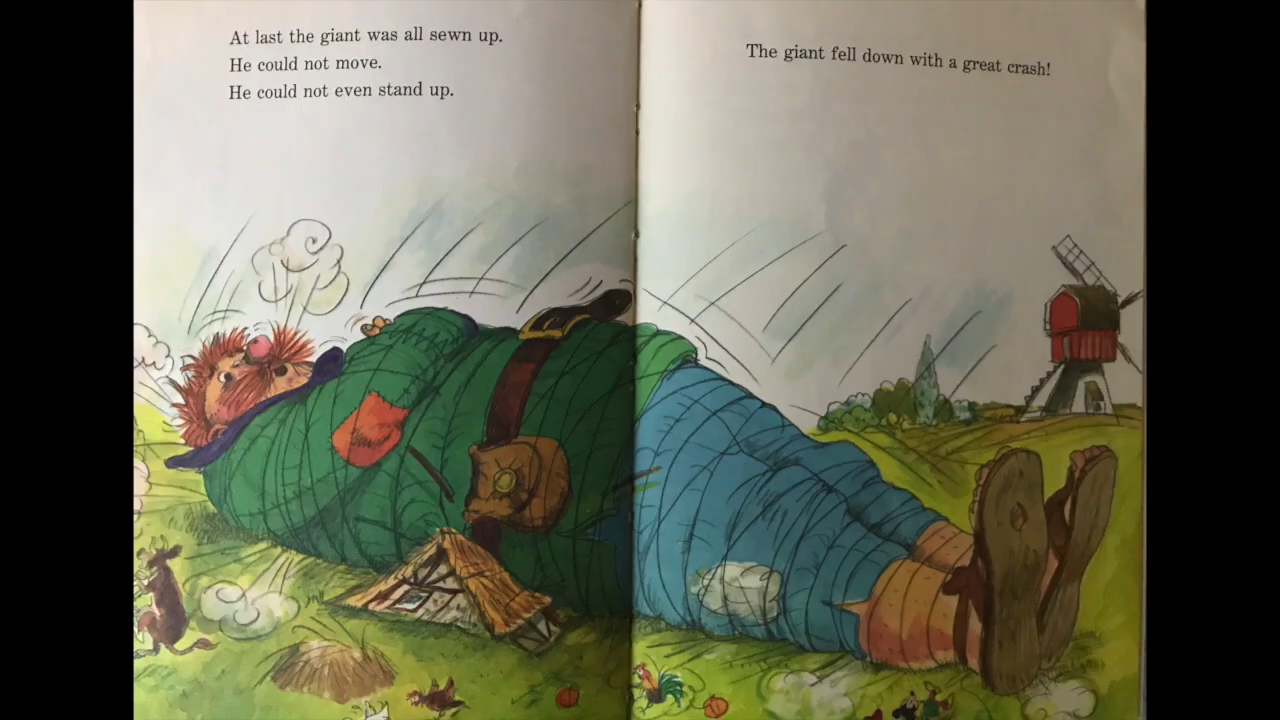 At last the giant was all sewn up.
He could not move.
He could not even stand up.
The giant fell down with a great crash!